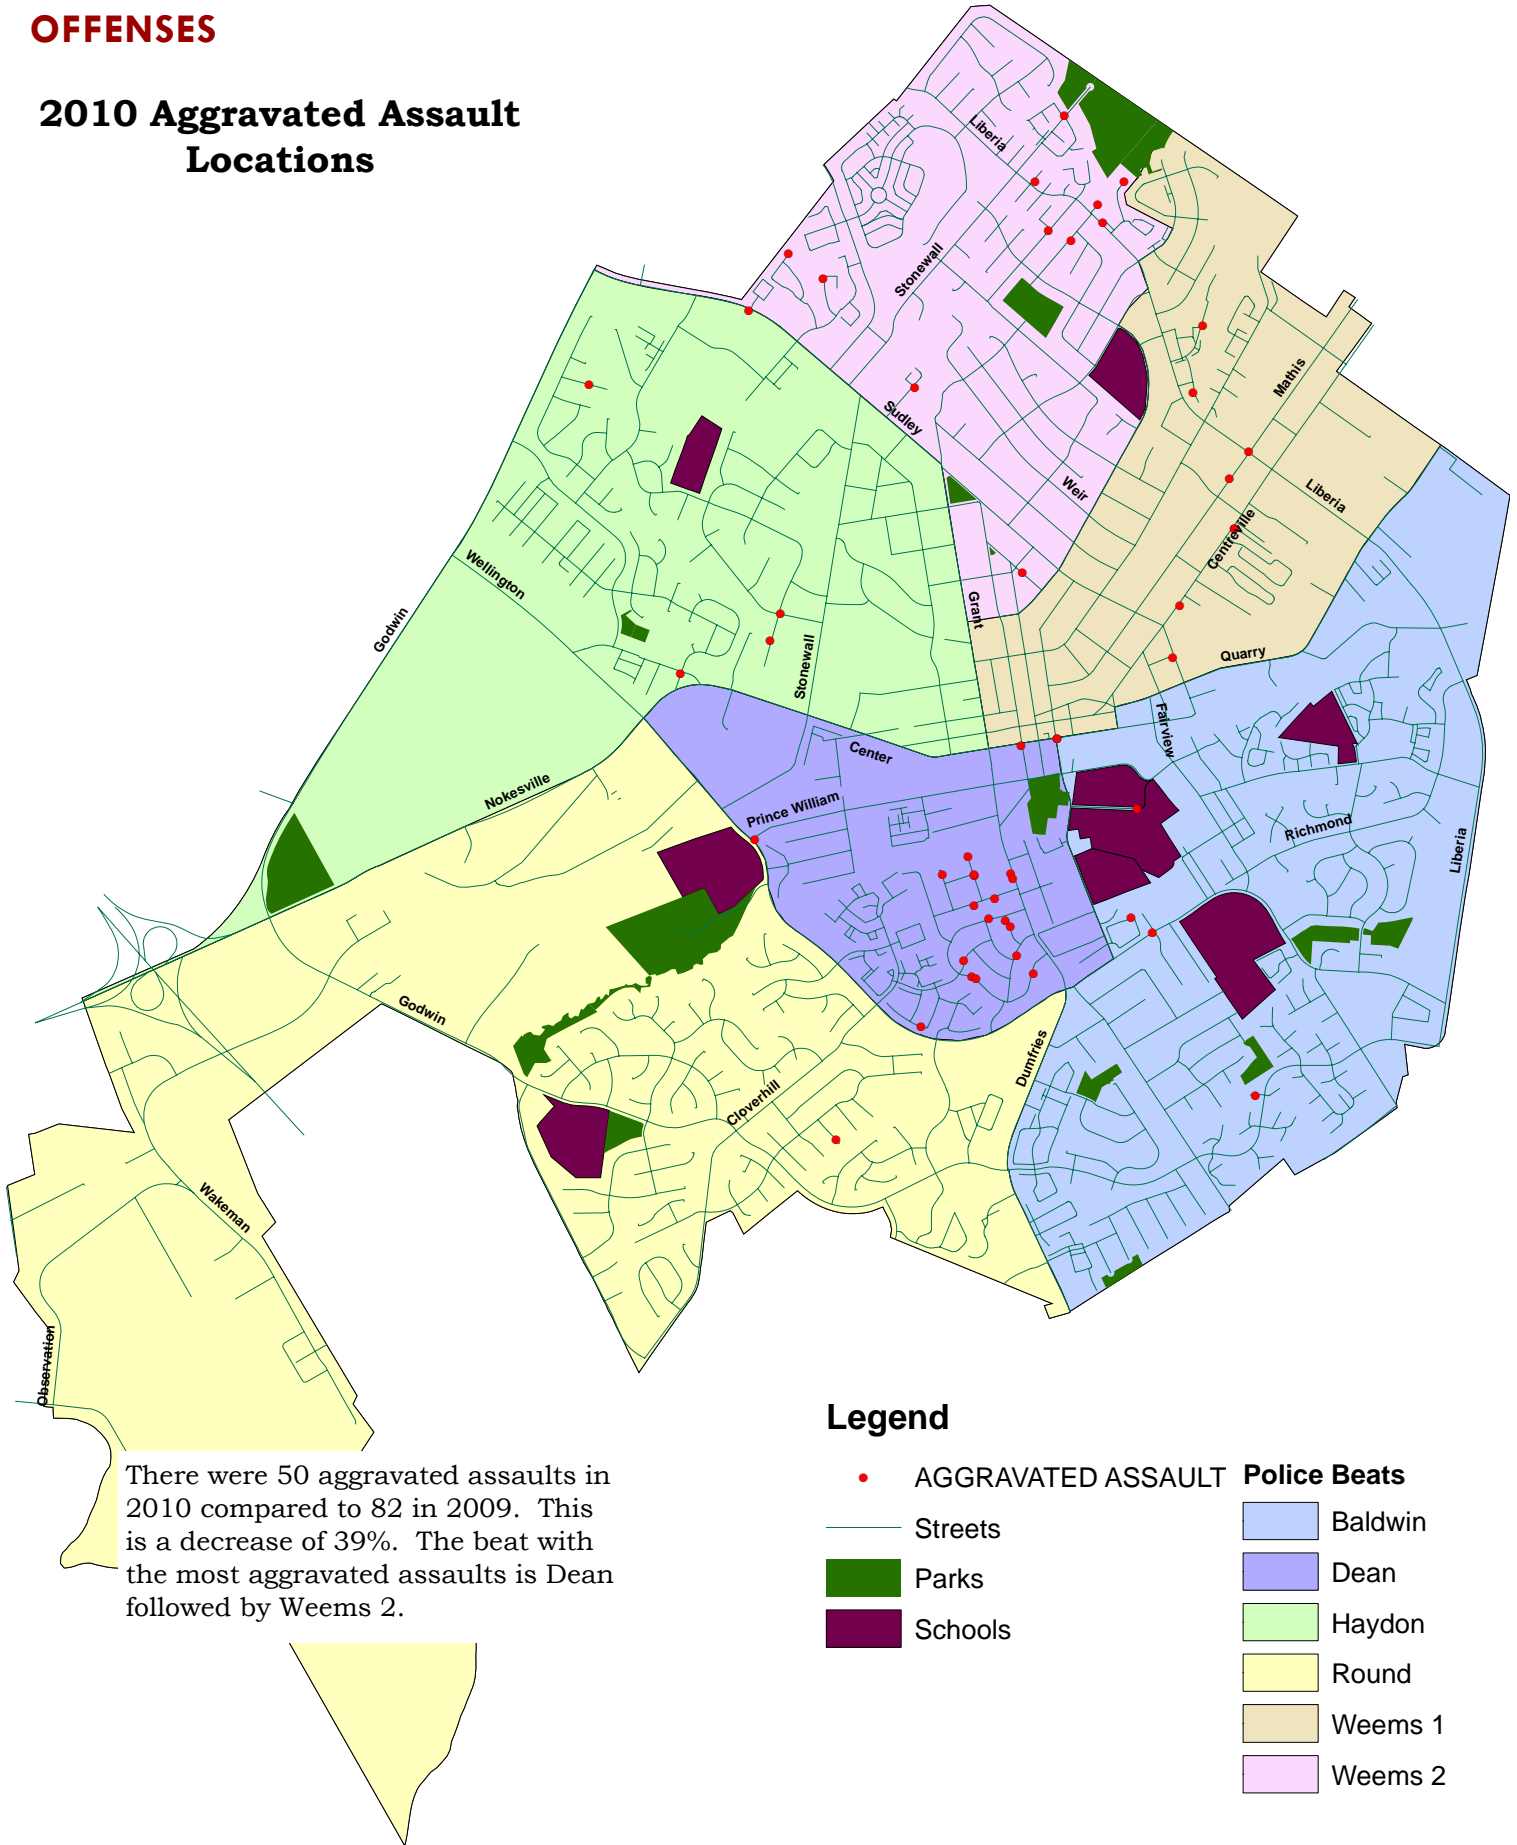 OFFENSES
2010 Aggravated Assault
Locations
Liberia
Stonewall
Sudley
Weir
Mathis
Liberia
Centreville
Wellington
Godwin
Grant
Stonewall
Quarry
Fairview
Center
Nokesville
Prince William
Richmond
Liberia
Godwin
Dumfries
Cloverhill
Wakeman
Observation
There were 50 aggravated assaults in
2010 compared to 82 in 2009. This
is a decrease of 39%. The beat with
the most aggravated assaults is Dean
followed by Weems 2.
Legend
AGGRAVATED ASSAULT
Streets
Parks
Schools
Police Beats
Baldwin
Dean
Haydon
Round
Weems 1
Weems 2